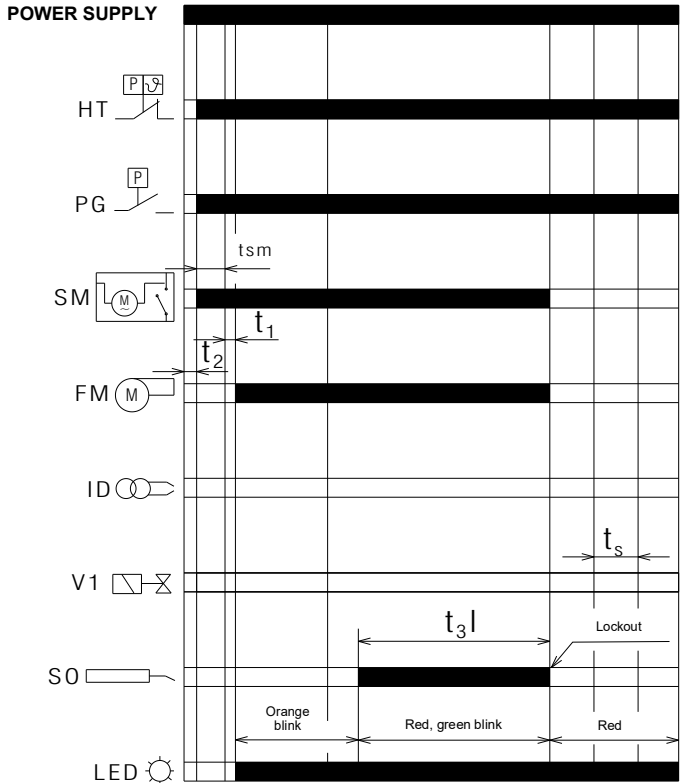 POWER SUPPLY
P ϑ
HT
P
PG
tsm
SM
M
~
t1
t2
FM
M
ID
ts
V1
t3l
Lockout
SO
Orange
blink
Red, green blink
Red
LED